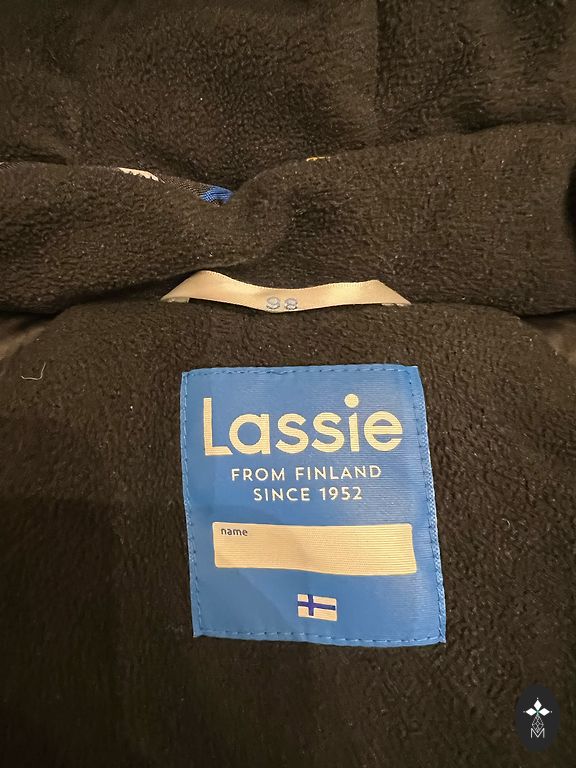 98
Lassie
FROM FINLAND
SINCE 1952
name
M